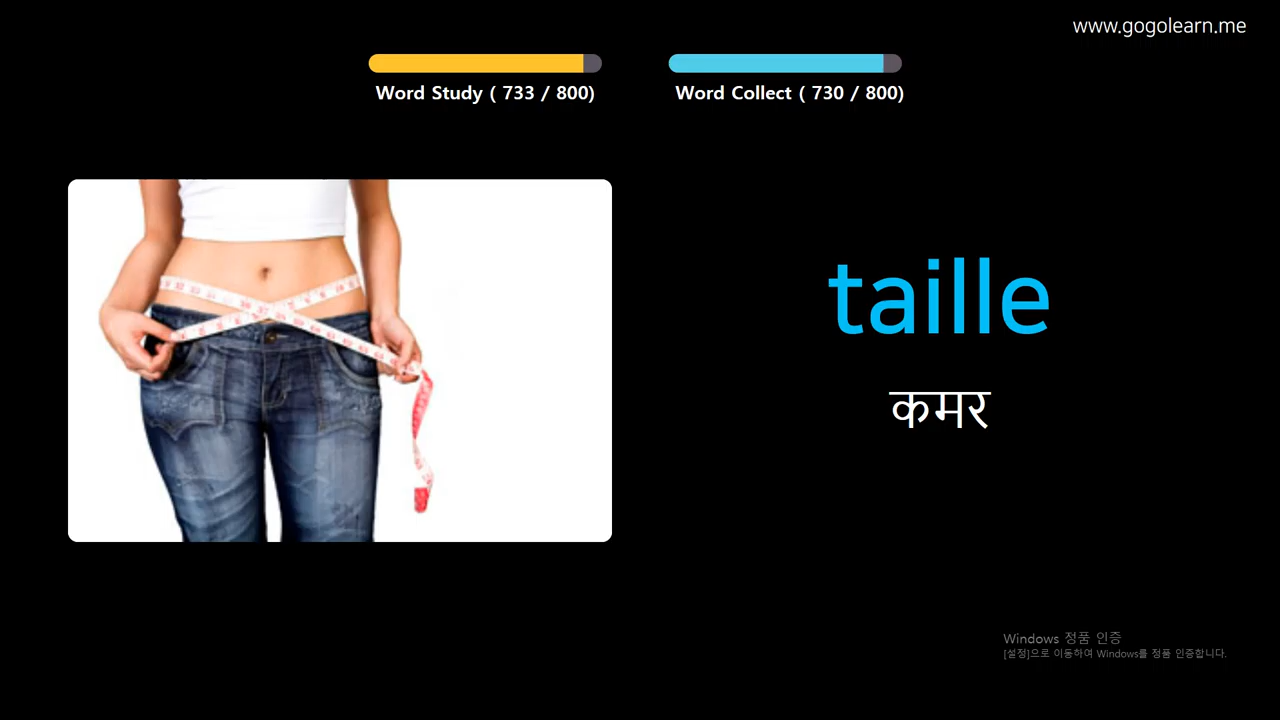 www.gogolearn.me
Word Study ( 733 / 800)
Word Collect ( 730 / 800)
taille
कमर
Windows 정품 인증
[설정]으로 이동하여 Windows를 정품 인증합니다.